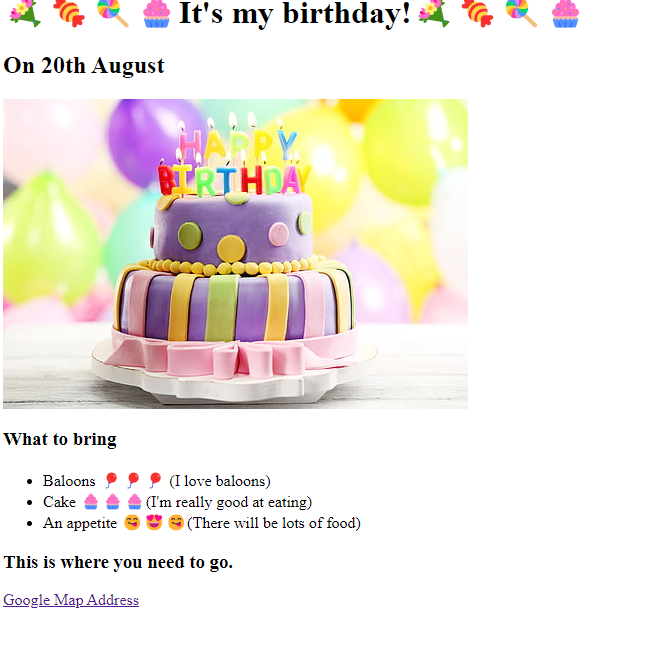 💐🍬🍭🧁It's my birthday!💐🍬🍭🧁
On 20th August
HAPPY
BIRTHDAY
What to bring
Baloons 🎈🎈🎈 (I love baloons)
Cake 🧁🧁🧁(I'm really good at eating)
An appetite 😋😍😋(There will be lots of food)
This is where you need to go.
Google Map Address